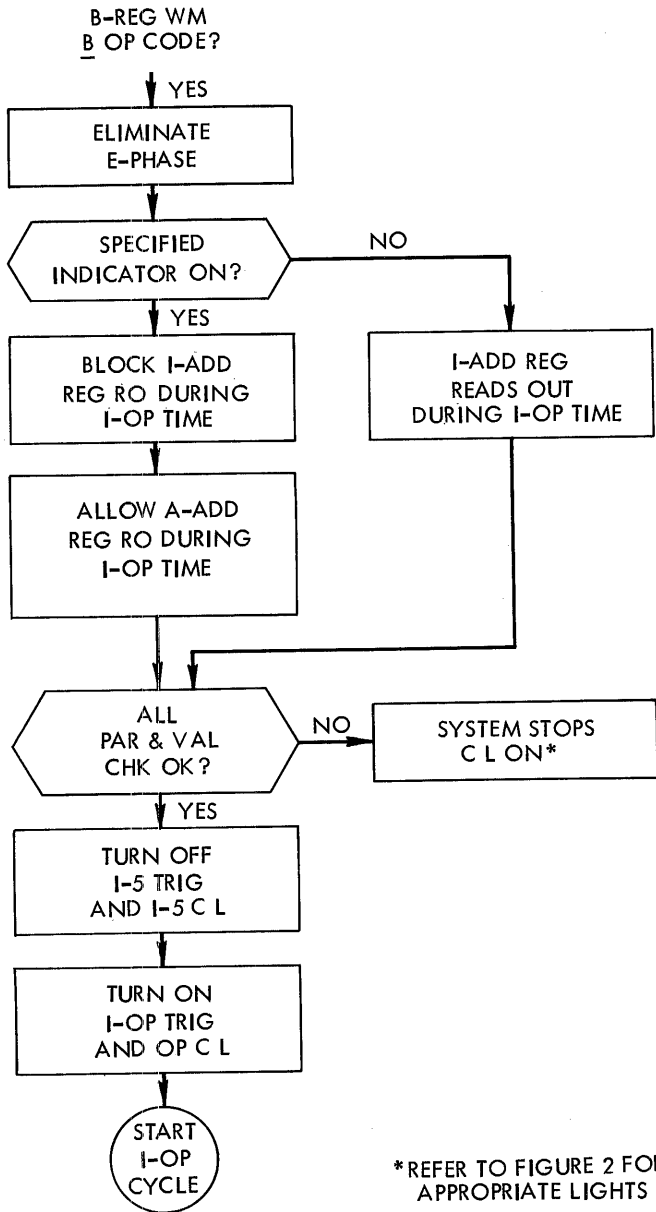 B-REG WM
B OP CODE?
YES
ELIMINATE
E-PHASE
SPECIFIED
INDICATOR ON?
NO
YES
BLOCK I-ADD
REG RO DURING
I-OP TIME
I-ADD REG
READS OUT
DURING I-OP TIME
ALLOW A-ADD
REG RO DURING
I-OP TIME
ALL
PAR & VAL
CHK OK?
NO
SYSTEM STOPS
C L ON*
YES
TURN OFF
I-5 TRIG
AND I-5 C L
TURN ON
I-OP TRIG
AND OP C L
START
I-OP
CYCLE
*REFER TO FIGURE 2 FOR
APPROPRIATE LIGHTS